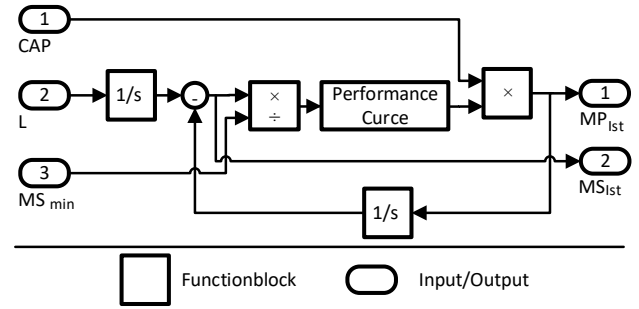 1
CAP
2
L
1/s
-
×
÷
Performance
Curce
×
1
MP Ist
2
MS Ist
3
MS min
1/s
Functionblock
Input/Output